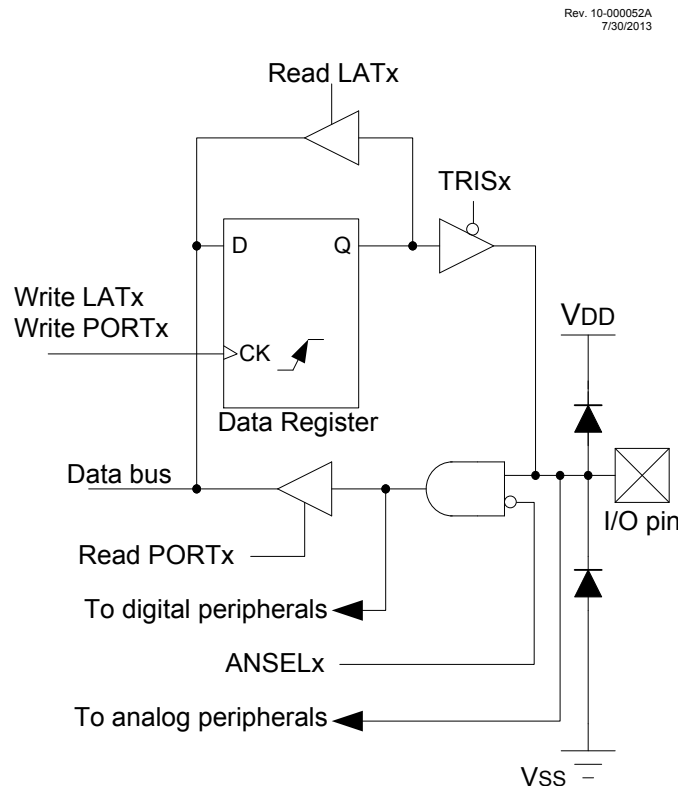 Rev. 10-000052A
7/30/2013
Read LATx
TRISx
D
Q
Write LATx
Write PORTx
VDD
CK
Data Register
Data bus
I/O pin
Read PORTx
To digital peripherals
ANSELx
To analog peripherals
VSS